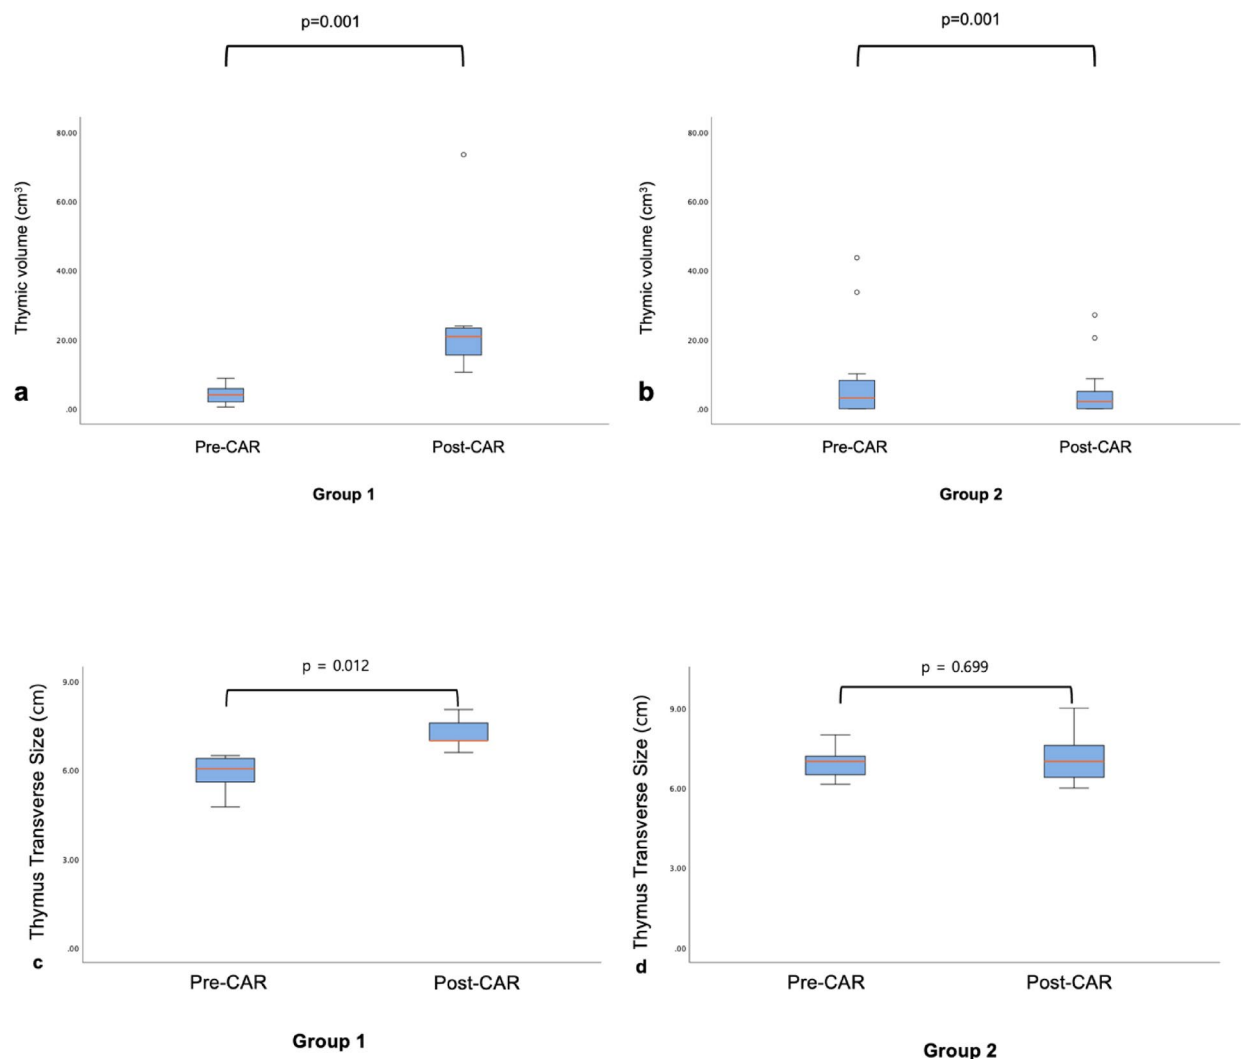 p=0.001
Thymic volume (cm³)
80.00
60.00
40.00
20.00
.00
a
Pre-CAR Post-CAR
Group 1
p=0.001
Thymic volume (cm³)
80.00
60.00
40.00
20.00
.00
b
Pre-CAR Post-CAR
Group 2
p = 0.012
Thymus Transverse Size (cm)
9.00
6.00
3.00
.00
c
Pre-CAR Post-CAR
Group 1
p = 0.699
Thymus Transverse Size (cm)
9.00
6.00
3.00
.00
d
Pre-CAR Post-CAR
Group 2